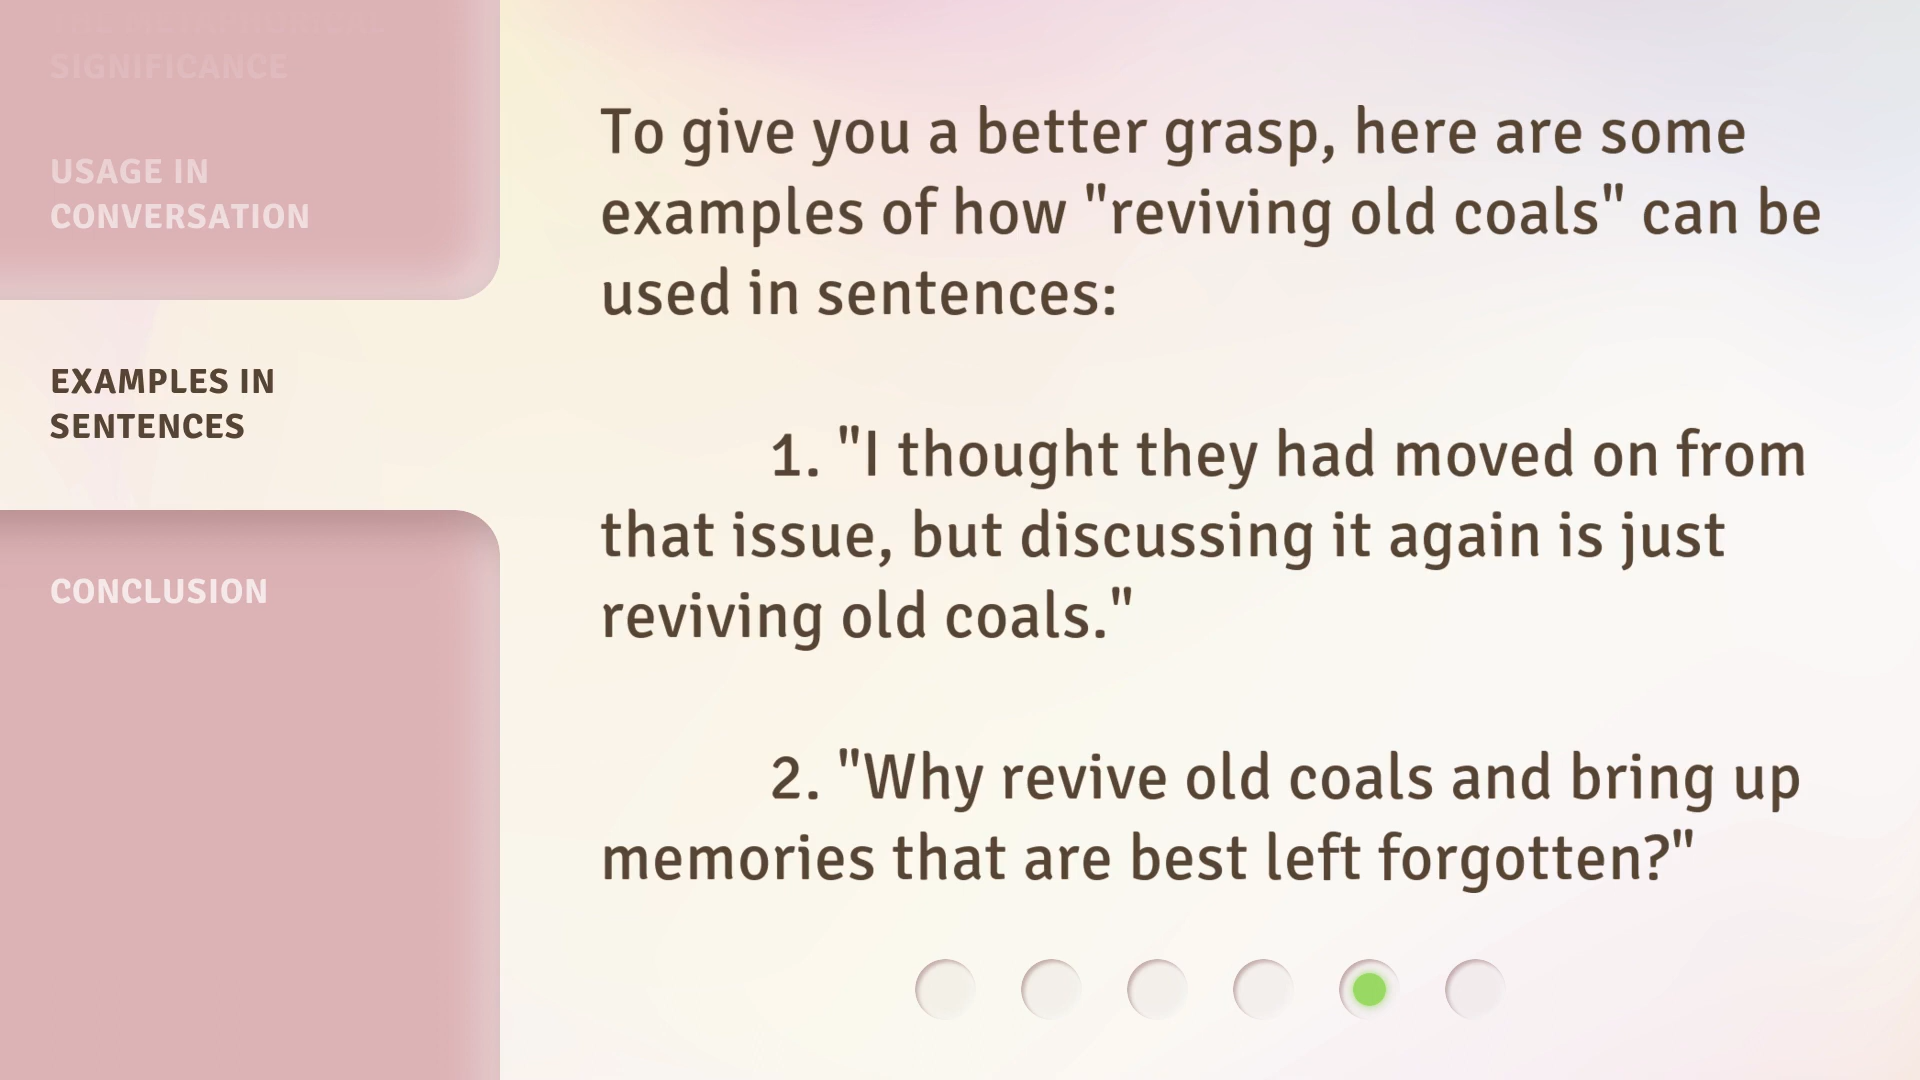 THE METAPHORICAL
SIGNIFICANCE
USAGE IN
CONVERSATION
EXAMPLES IN
SENTENCES
CONCLUSION
To give you a better grasp, here are some
examples of how "reviving old coals" can be
used in sentences:
1. "I thought they had moved on from
that issue, but discussing it again is just
reviving old coals."
2. "Why revive old coals and bring up
memories that are best left forgotten?"